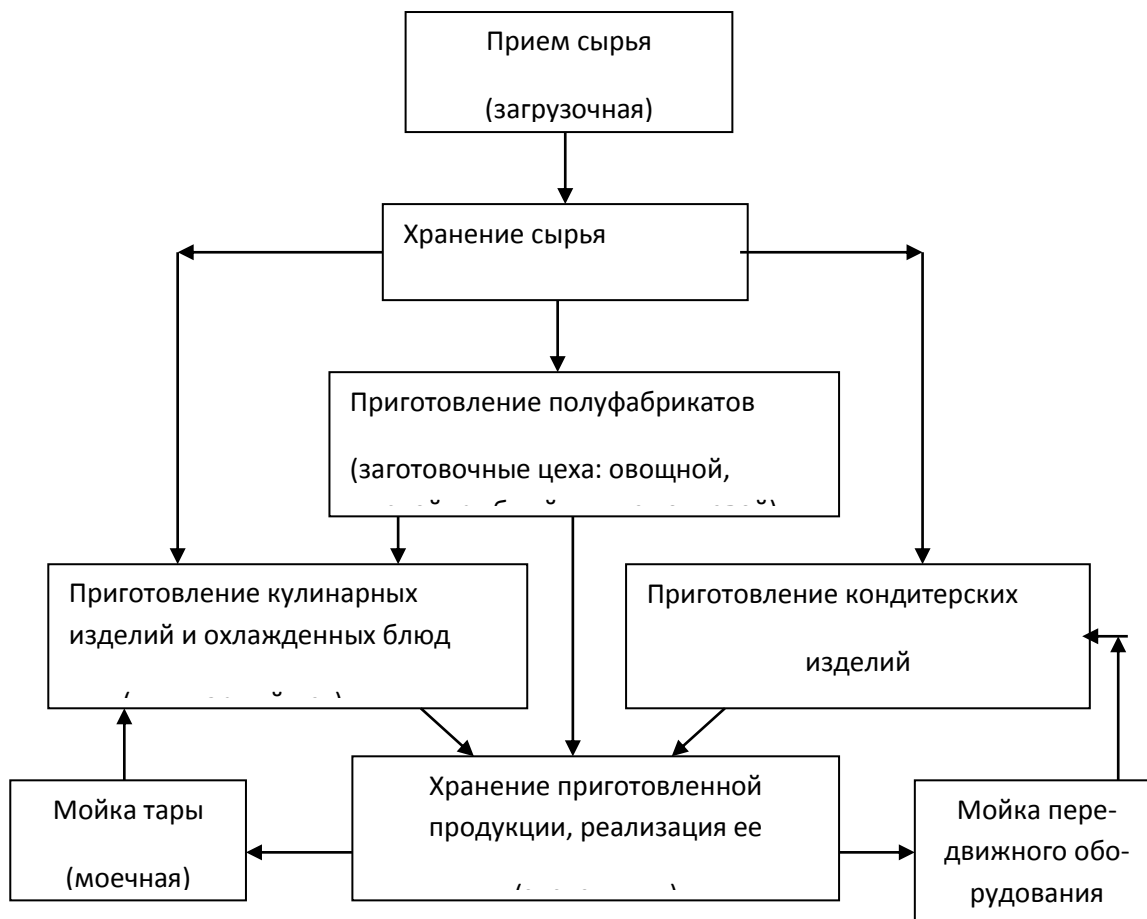 Прием сырья
(загрузочная)
Хранение сырья
Приготовление полуфабрикатов
(заготовочные цеха: овощной,
Приготовление кулинарных
изделий и охлажденных блюд
Приготовление кондитерских
изделий
Мойка тары
(моечная)
Хранение приготовленной
продукции, реализация ее
Мойка пере-
движного обо-
рудования